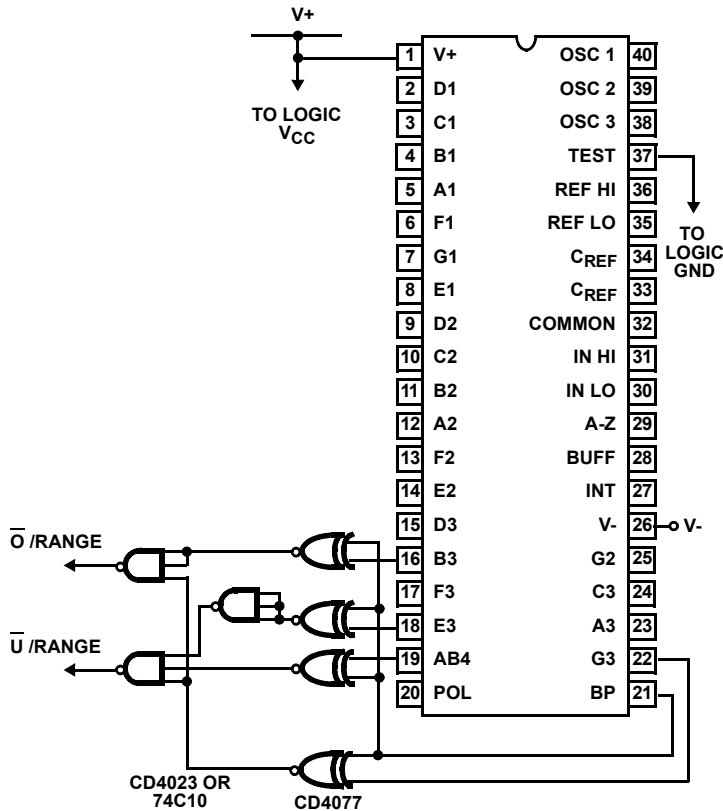 V+
TO LOGIC
VCC
1 V+ OSC 1 40
2 D1 OSC 2 39
3 C1 OSC 3 38
4 B1 TEST 37
5 A1 REF HI 36
6 F1 REF LO 35
7 G1 CREF 34
8 E1 CREF 33
9 D2 COMMON 32
10 C2 IN HI 31
11 B2 IN LO 30
12 A2 A-Z 29
13 F2 BUFF 28
14 E2 INT 27
15 D3 V- 26 V-
16 B3 G2 25
17 F3 C3 24
18 E3 A3 23
19 AB4 G3 22
20 POL BP 21
TO
LOGIC
GND
O̅ /RANGE
U̅ /RANGE
CD4023 OR
74C10
CD4077